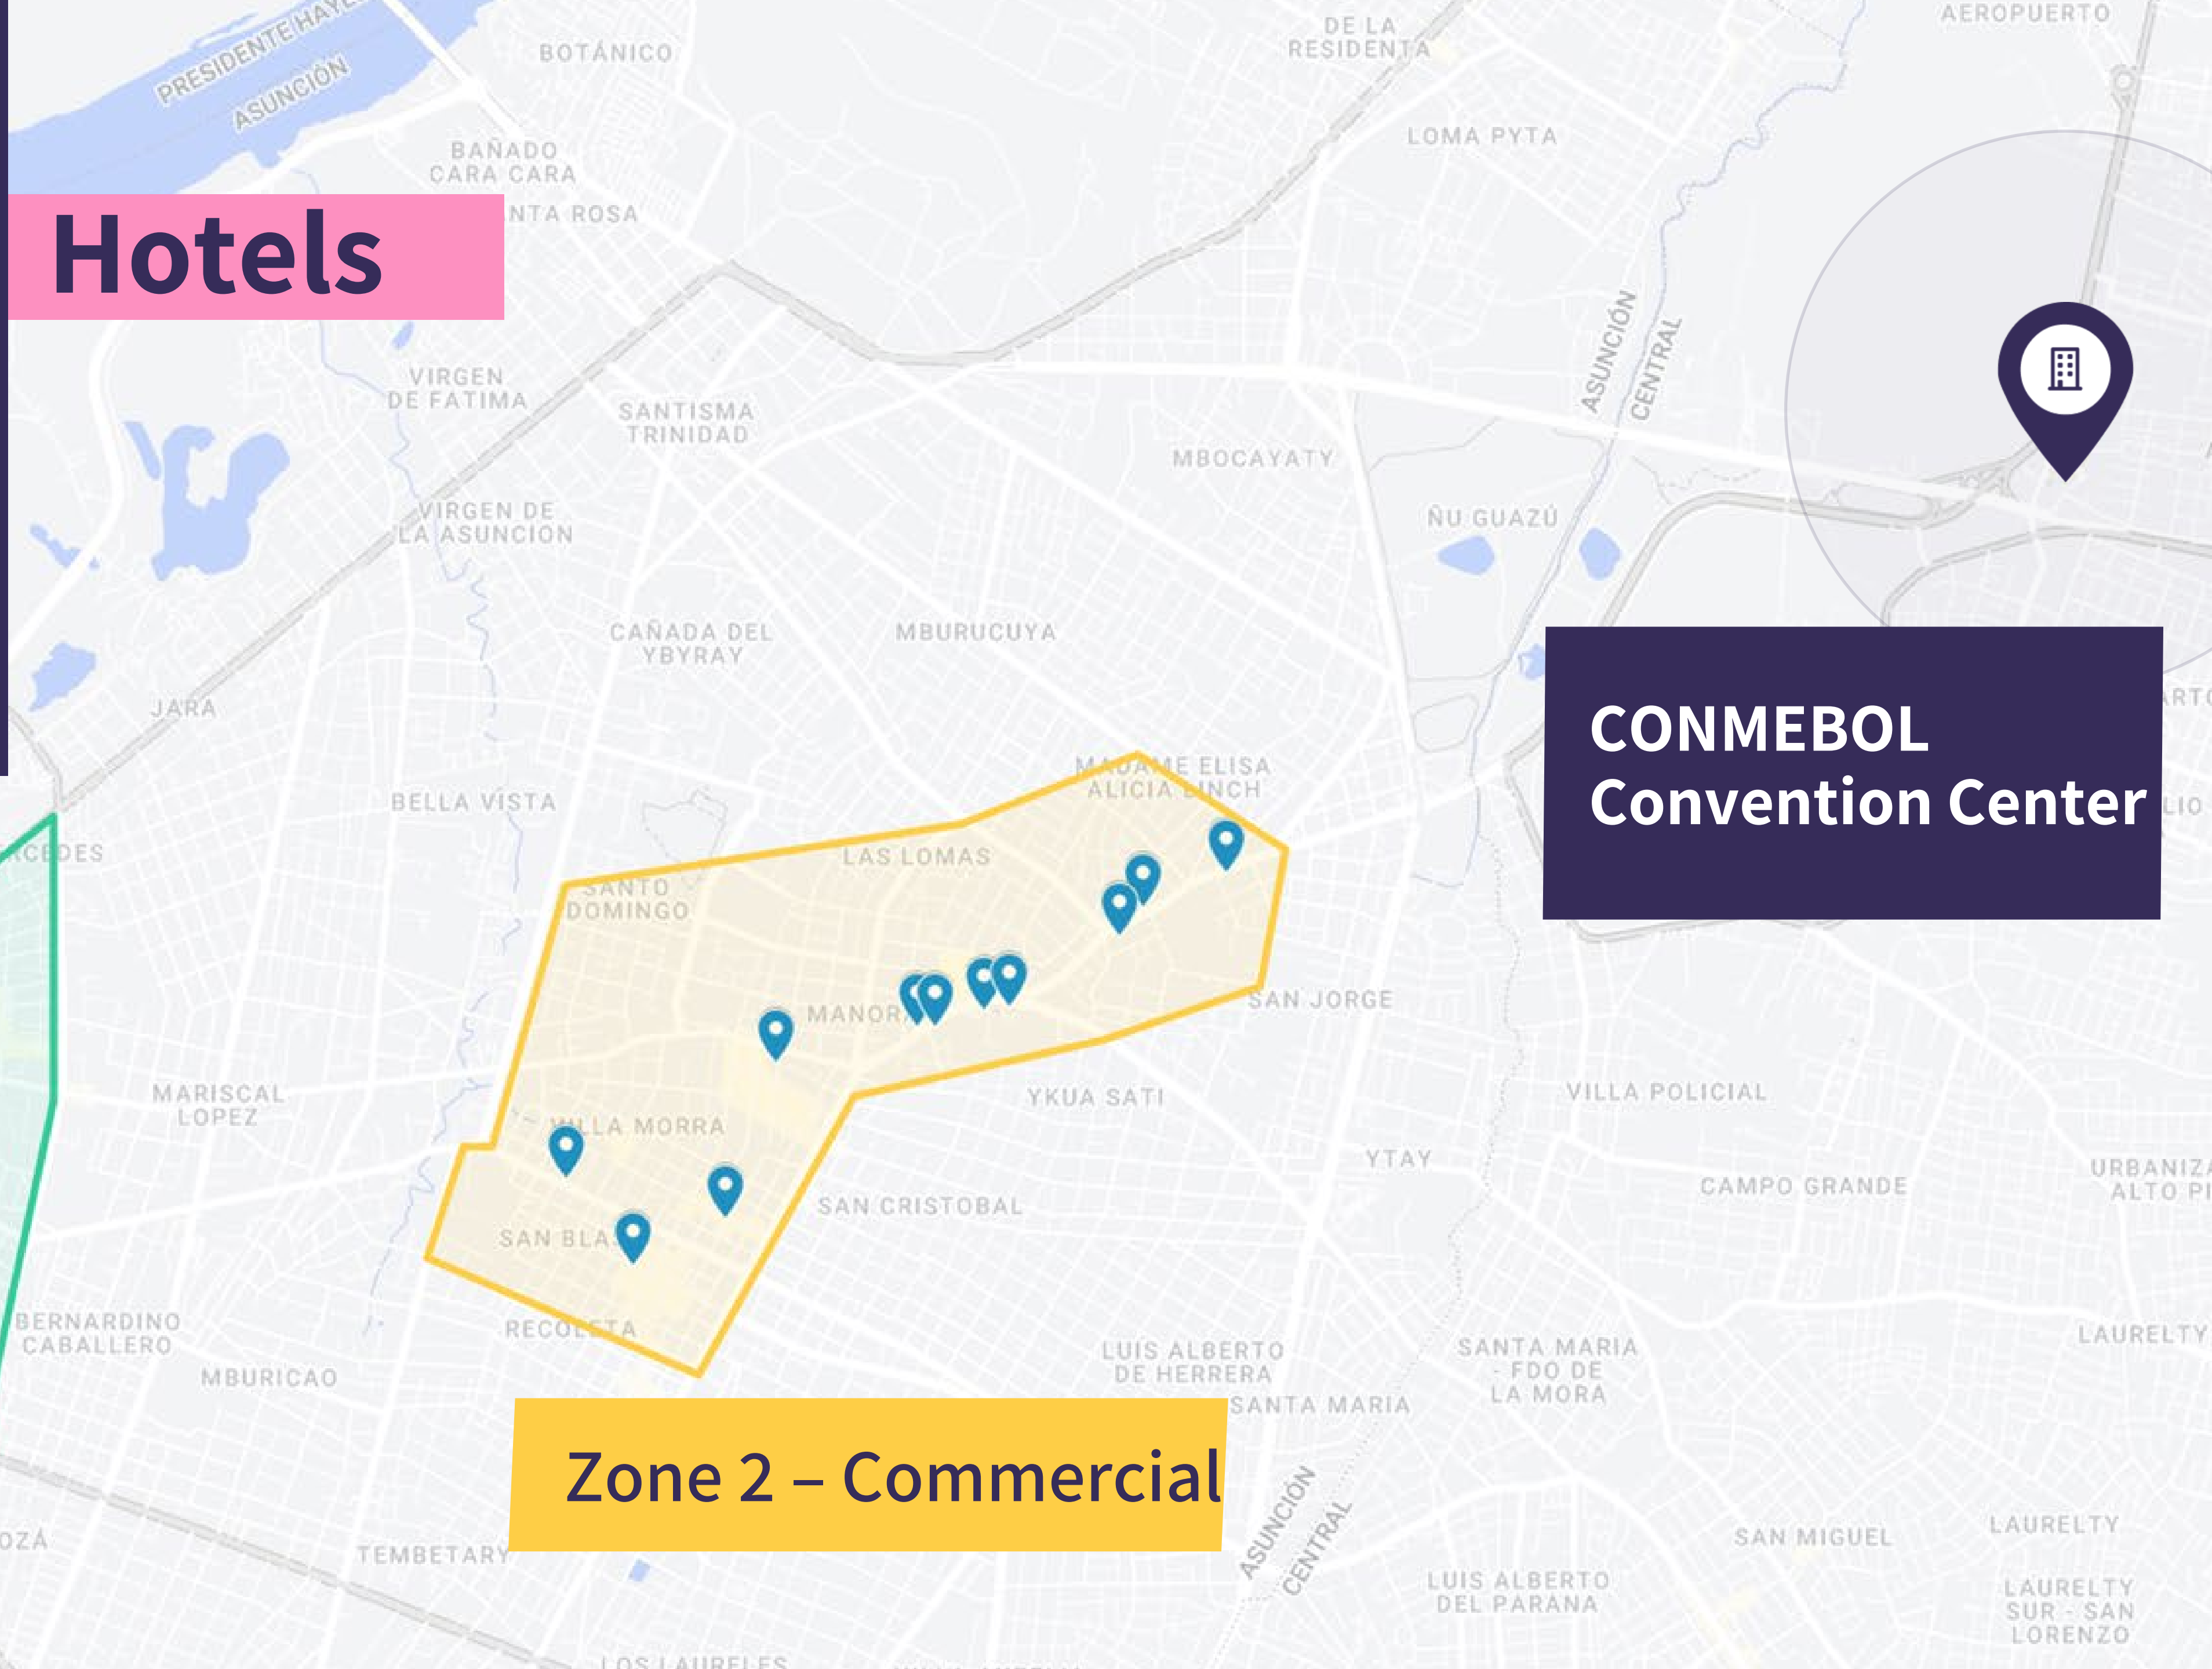 PRESIDENTE HAYES
ASUNCIÓN
BOTÁNICO
DE LA
RESIDENTA
AEROPUERTO
LOMA PYTA
BAÑADO
CARA CARA
NTA ROSA
Hotels
ASUNCIÓN
CENTRAL
VIRGEN
DE FATIMA
SANTISMA
TRINIDAD
MBOCAYATY
VIRGEN DE
LA ASUNCION
ÑU GUAZÚ
CAÑADA DEL
YBYRAY
MBURUCUYA
JARA
CONMEBOL
Convention Center
MADAME ELISA
ALICIA LINCH
BELLA VISTA
RCEDES
LAS LOMAS
SANTO
DOMINGO
MANORA
SAN JORGE
MARISCAL
LOPEZ
YKUA SATI
VILLA POLICIAL
VILLA MORRA
YTAY
CAMPO GRANDE
URBANIZA
ALTO PI
SAN CRISTOBAL
SAN BLAS
BERNARDINO
CABALLERO
RECOLETA
MBURICAO
LUIS ALBERTO
DE HERRERA
SANTA MARIA
- FDO DE
LA MORA
LAURELTY
SANTA MARIA
Zone 2 – Commercial
ASUNCIÓN
CENTRAL
OZÁ
TEMBETARY
SAN MIGUEL
LAURELTY
LUIS ALBERTO
DEL PARANA
LAURELTY
SUR - SAN
LORENZO
LOS LAURELES